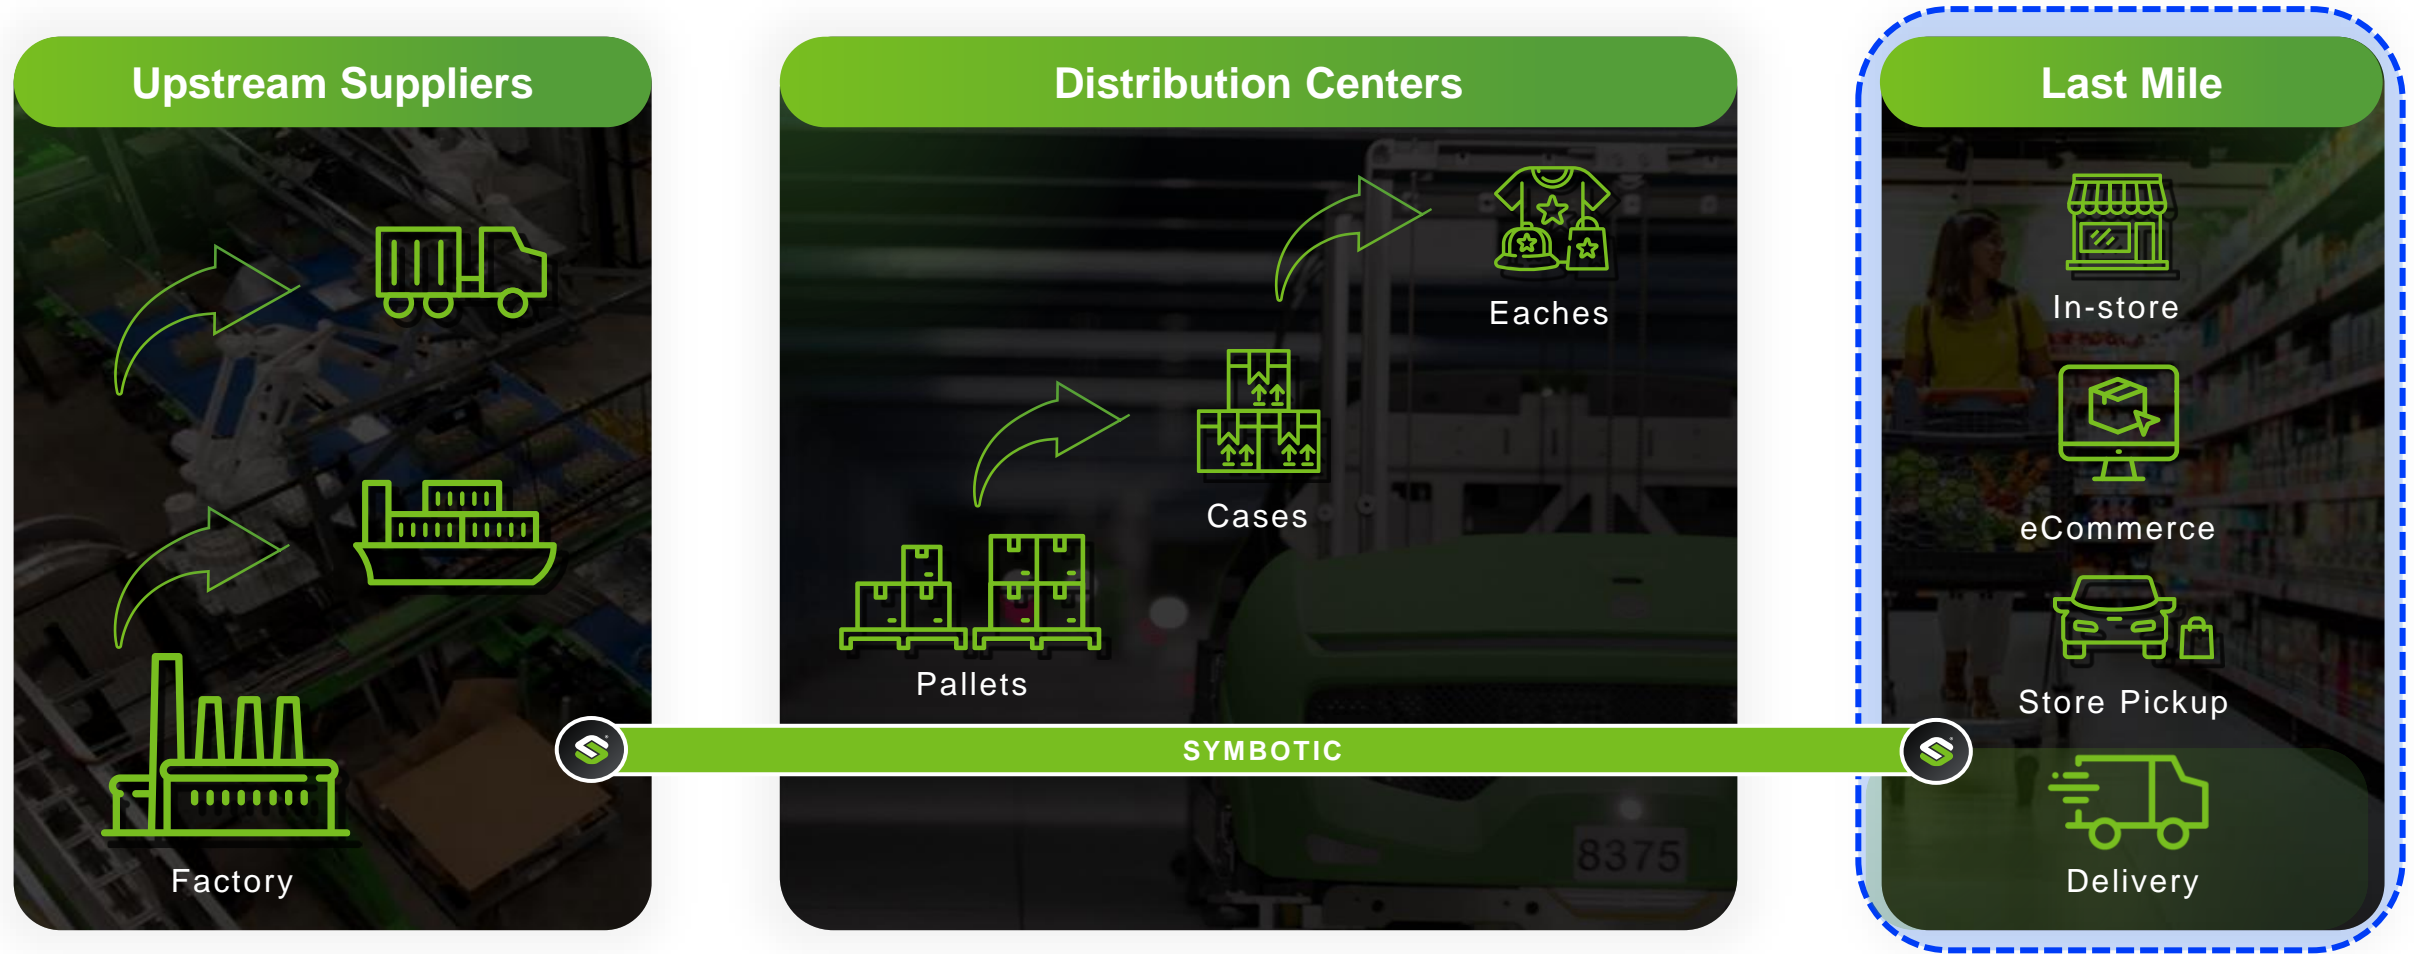 Upstream Suppliers
Factory
Distribution Centers
Eaches
Cases
Pallets
8375
Last Mile
In-store
eCommerce
Store Pickup
Delivery
SYMBOTIC